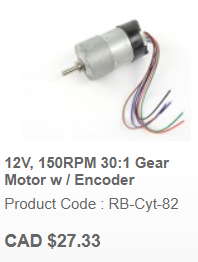 12V, 150RPM 30:1 Gear
Motor w / Encoder
Product Code : RB-Cyt-82
CAD $27.33